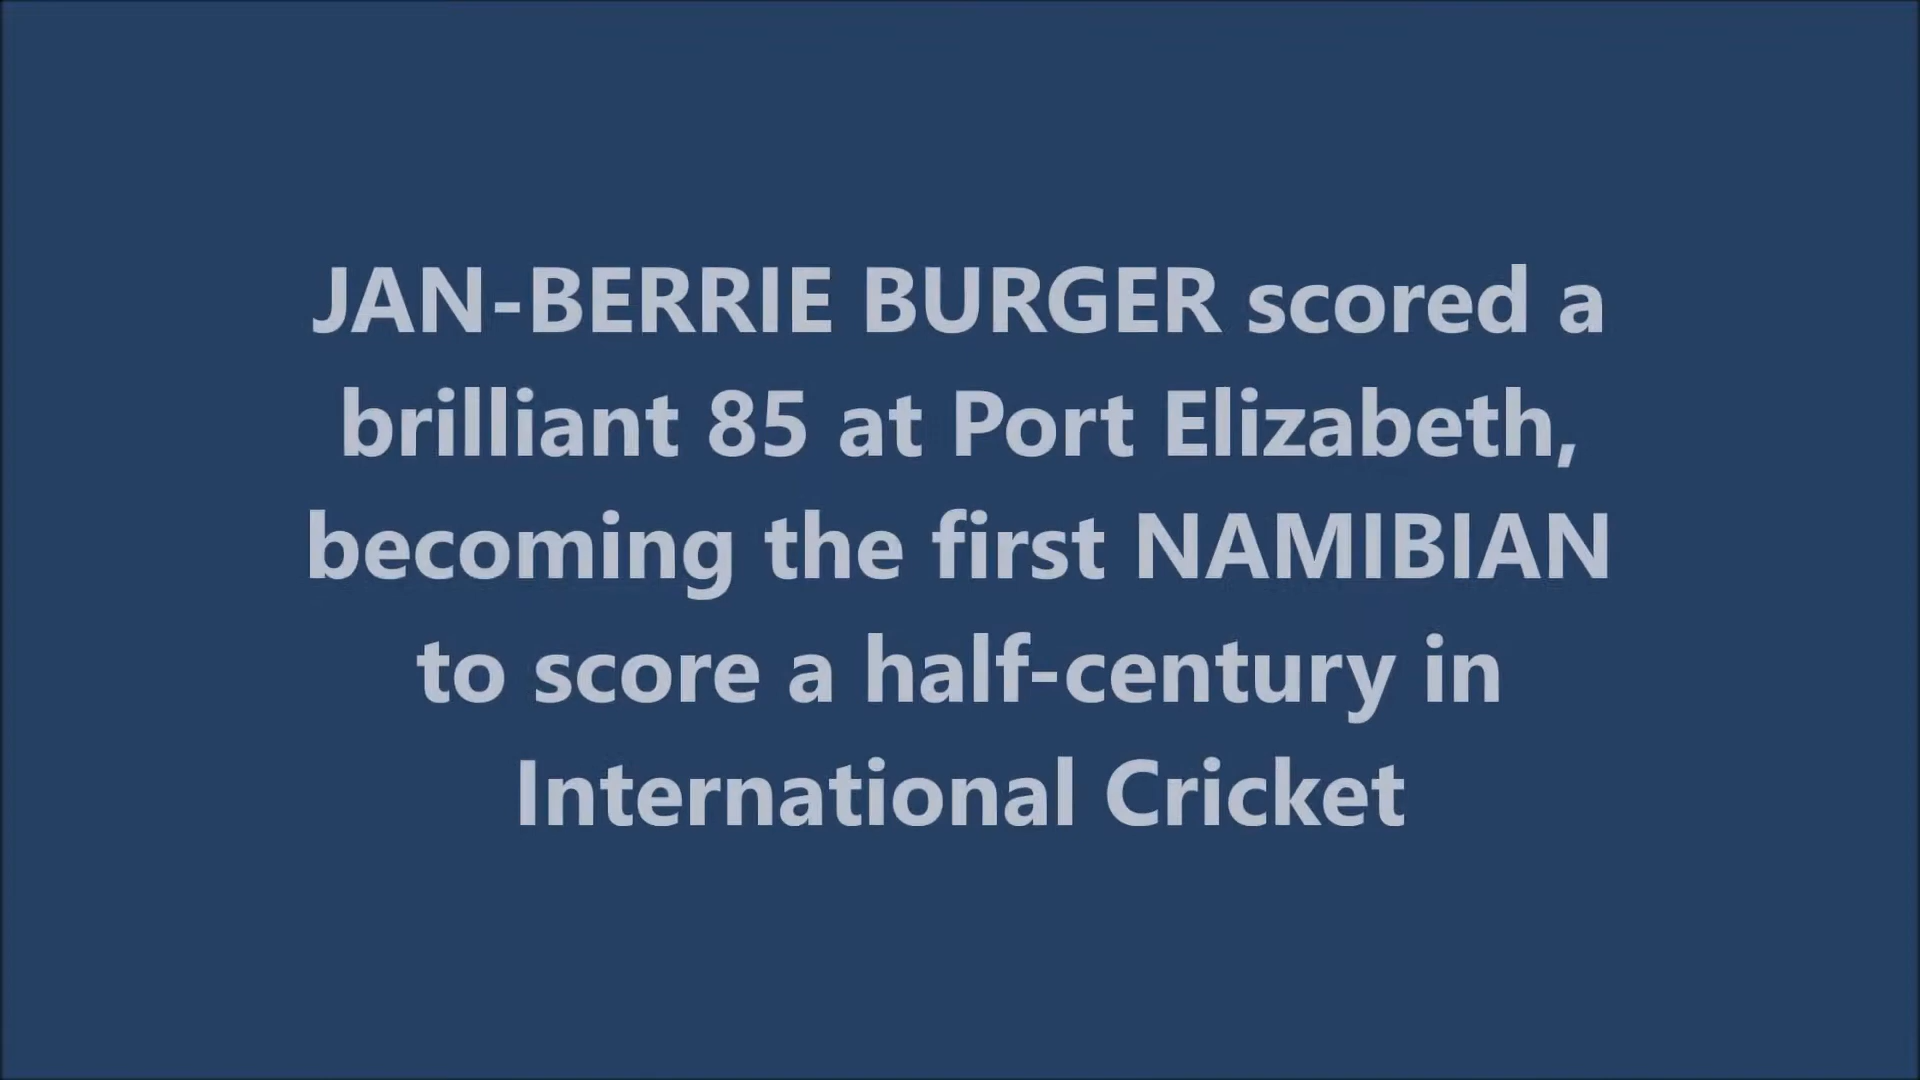 JAN-BERRIE BURGER scored a
brilliant 85 at Port Elizabeth,
becoming the first NAMIBIAN
to score a half-century in
International Cricket